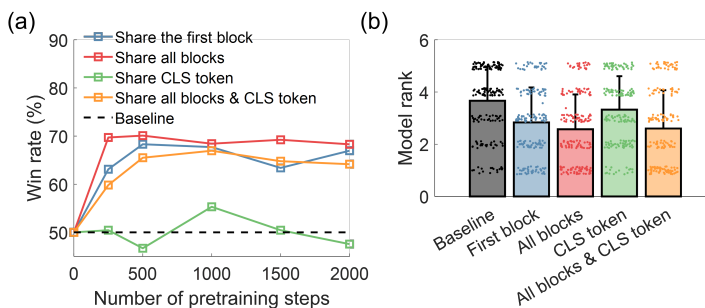 (a)
90
80
70
60
50
Win rate (%)
Share the first block
Share all blocks
Share CLS token
Share all blocks & CLS token
Baseline
0
500
1000
1500
2000
Number of pretraining steps
(b)
6
4
2
0
Model rank
Baseline
First block
All blocks
CLS token
All blocks & CLS token